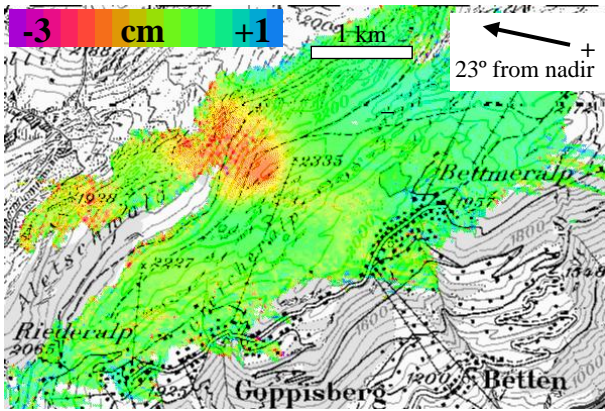 -3 cm +1
1 km
+
23º from nadir
2335
Bettmeralp
1957
1928
Aletschwald
1800
2227
1548
Riederalp
2065
1600
1200
Goppisberg
Betten